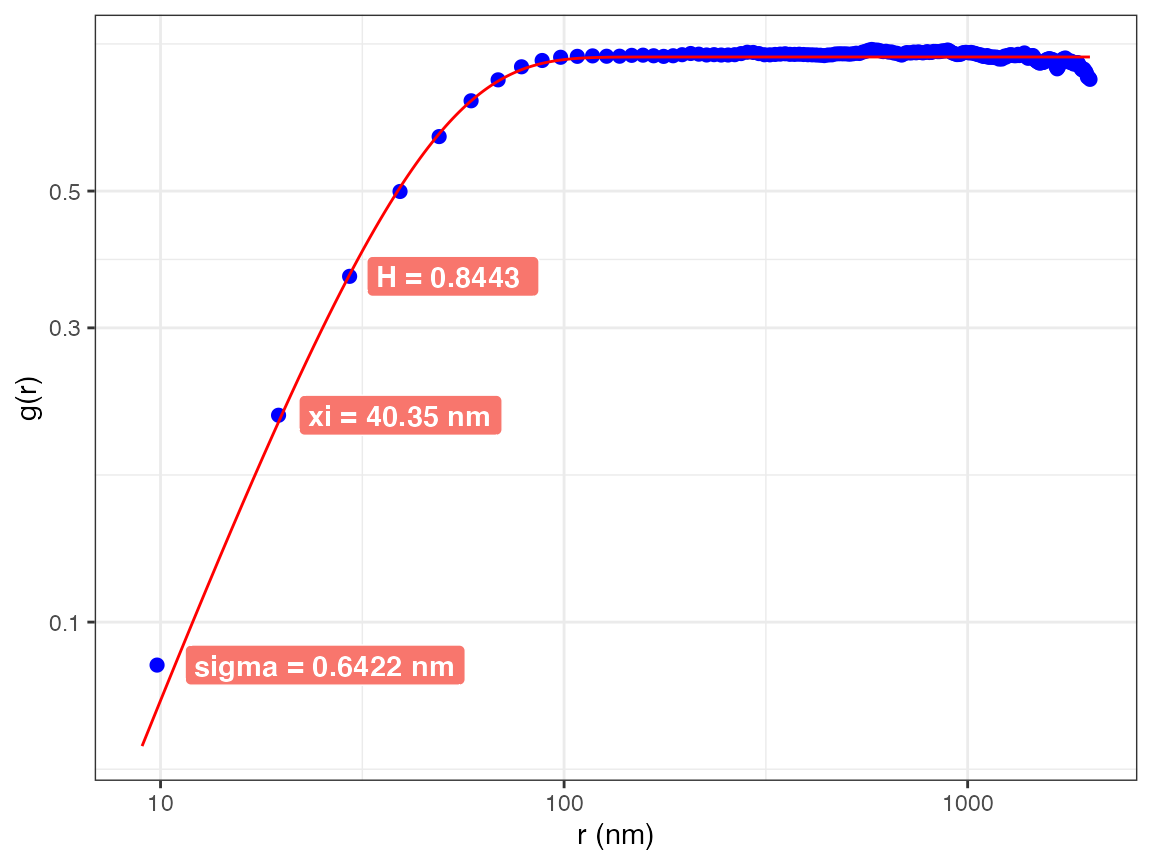 0.5
H = 0.8443
0.3
g(r)
xi = 40.35 nm
0.1
sigma = 0.6422 nm
10
100
1000
r (nm)